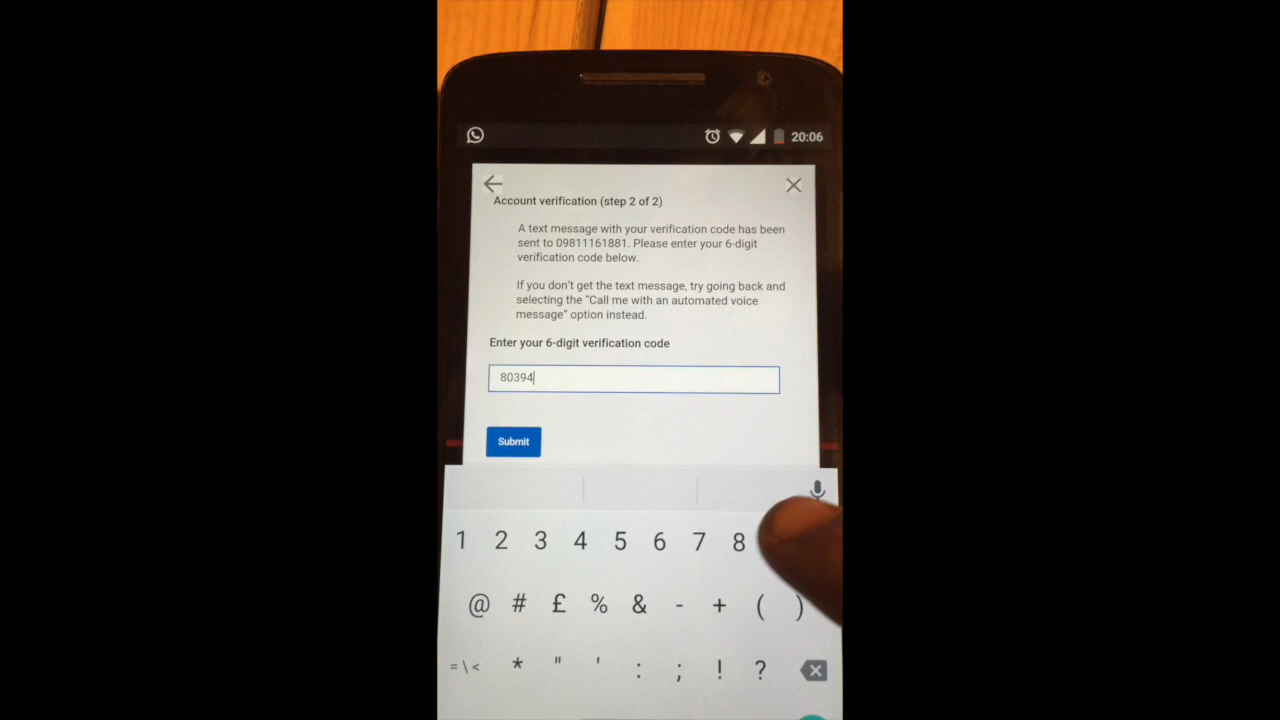 20:06
Account verification (step 2 of 2)
A text message with your verification code has been
sent to 09811161881. Please enter your 6-digit
verification code below.
If you don't get the text message, try going back and
selecting the "Call me with an automated voice
message" option instead.
Enter your 6-digit verification code
80394
Submit
1 2 3 4 5 6 7 8
@ # £ % & - + ( )
= \ < * " ' : ; ! ?